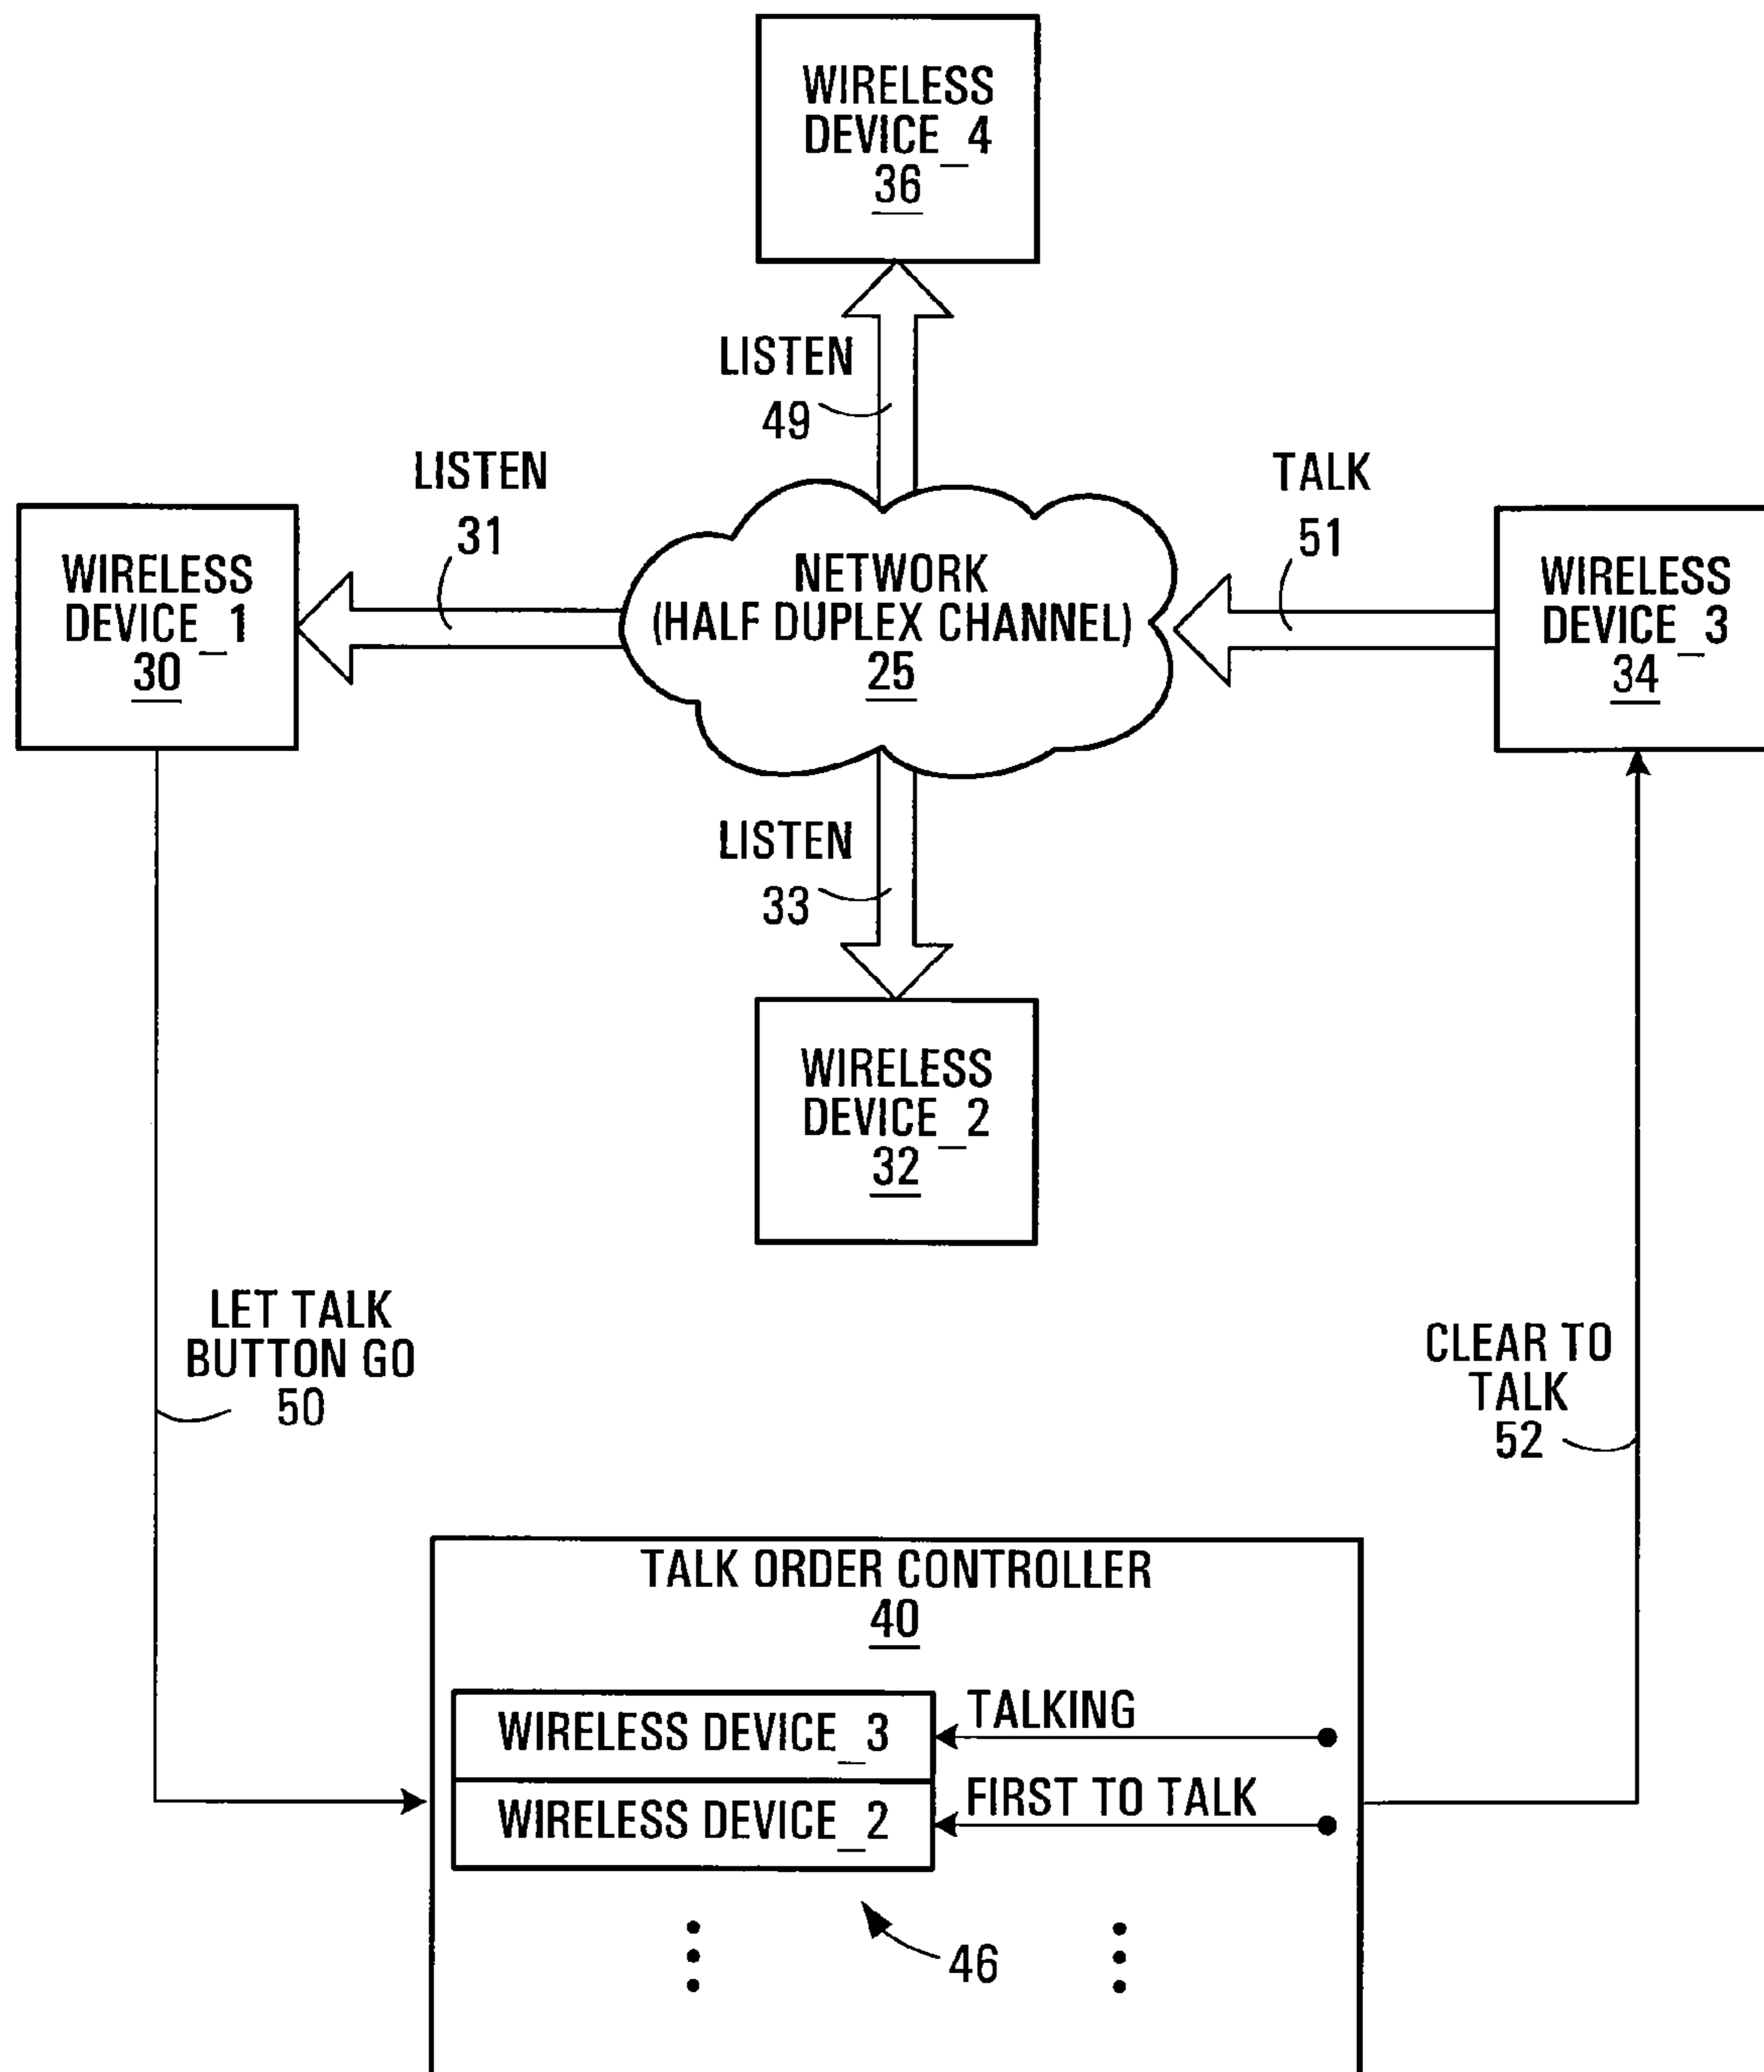 WIRELESS
DEVICE_4
36
LISTEN
49
LISTEN
31
TALK
51
WIRELESS
DEVICE_1
30
NETWORK
(HALF DUPLEX CHANNEL)
25
WIRELESS
DEVICE_3
34
LISTEN
33
WIRELESS
DEVICE_2
32
LET TALK
BUTTON GO
50
CLEAR TO
TALK
52
TALK ORDER CONTROLLER
40
WIRELESS DEVICE_3
TALKING
WIRELESS DEVICE_2
FIRST TO TALK
46